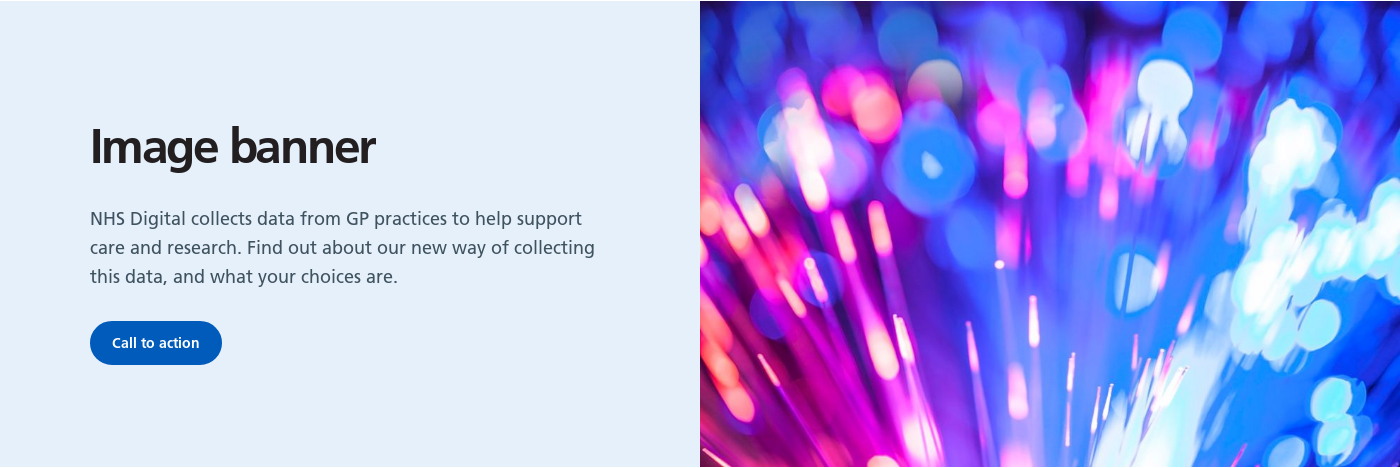 Image banner
NHS Digital collects data from GP practices to help support
care and research. Find out about our new way of collecting
this data, and what your choices are.
Call to action